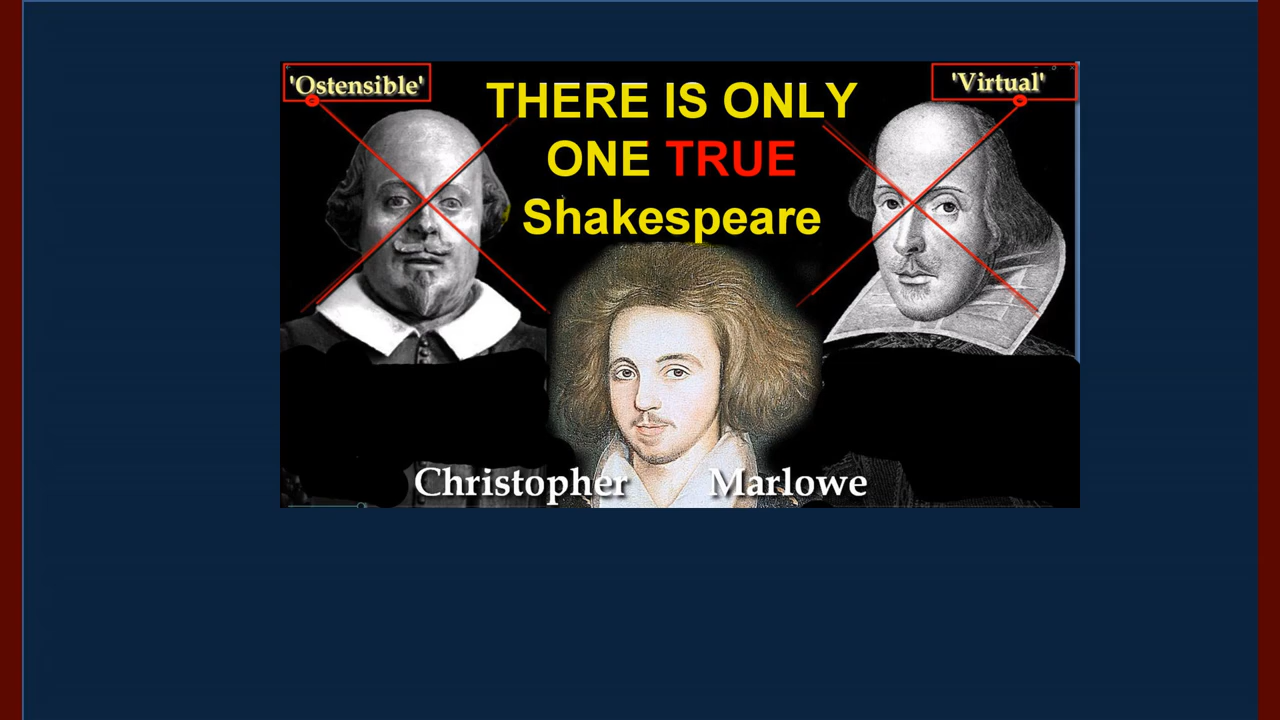 'Ostensible'
THERE IS ONLY
'Virtual'
ONE TRUE
Shakespeare
Christopher Marlowe